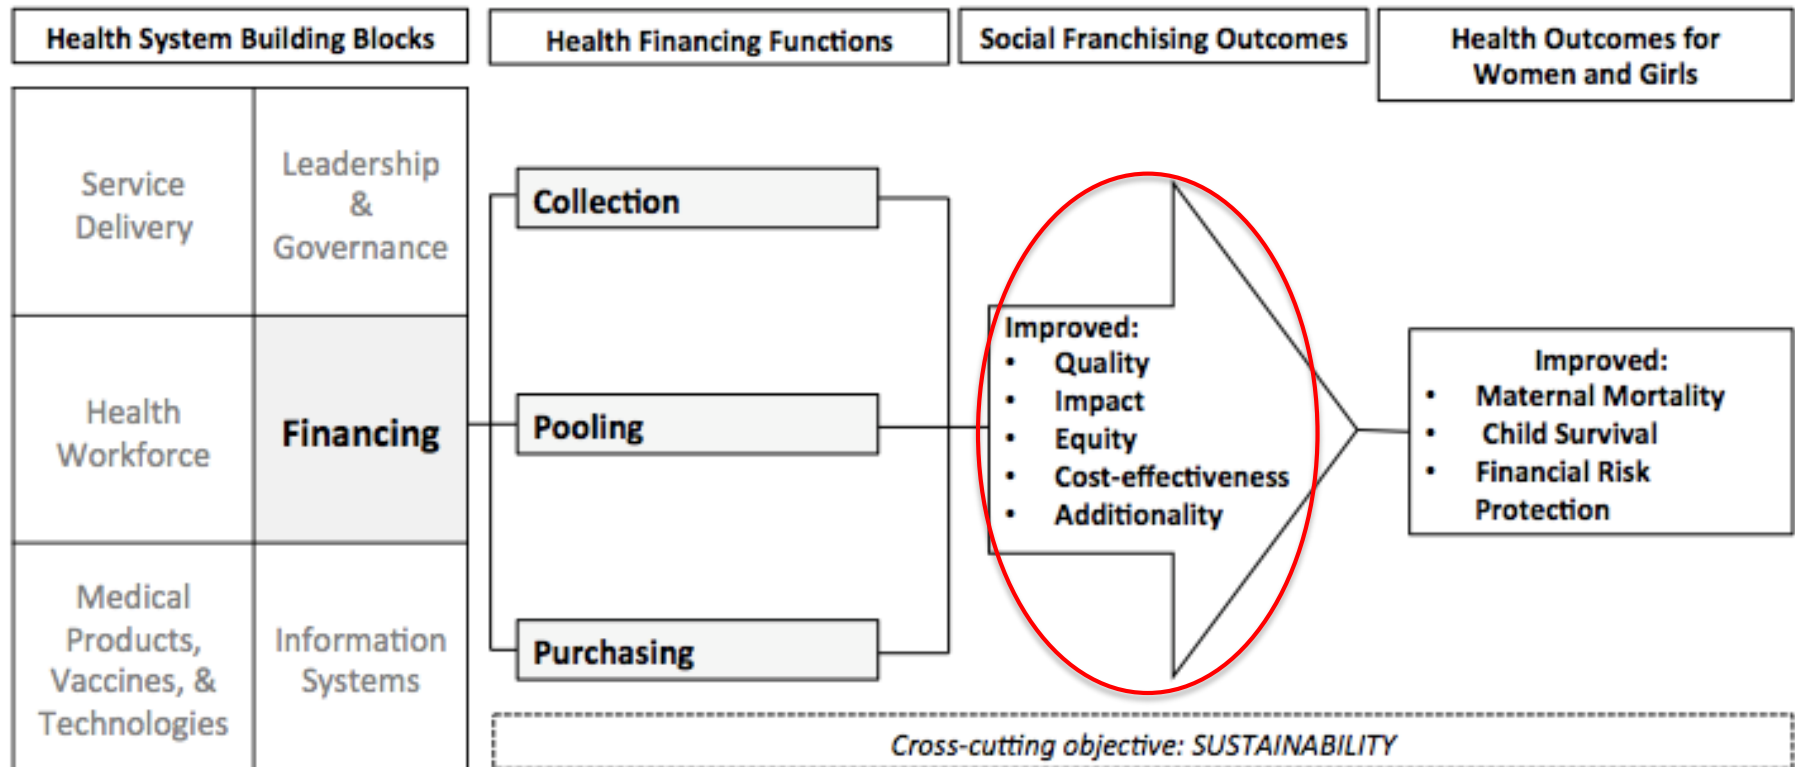 Health System Building Blocks
Health Financing Functions
Social Franchising Outcomes
Health Outcomes for
Women and Girls
Service
Delivery
Leadership
&
Governance
Health
Workforce
Financing
Medical
Products,
Vaccines, &
Technologies
Information
Systems
Collection
Pooling
Purchasing
Improved:
• Quality
• Impact
• Equity
• Cost-effectiveness
• Additionality
Improved:
• Maternal Mortality
• Child Survival
• Financial Risk
Protection
Cross-cutting objective: SUSTAINABILITY